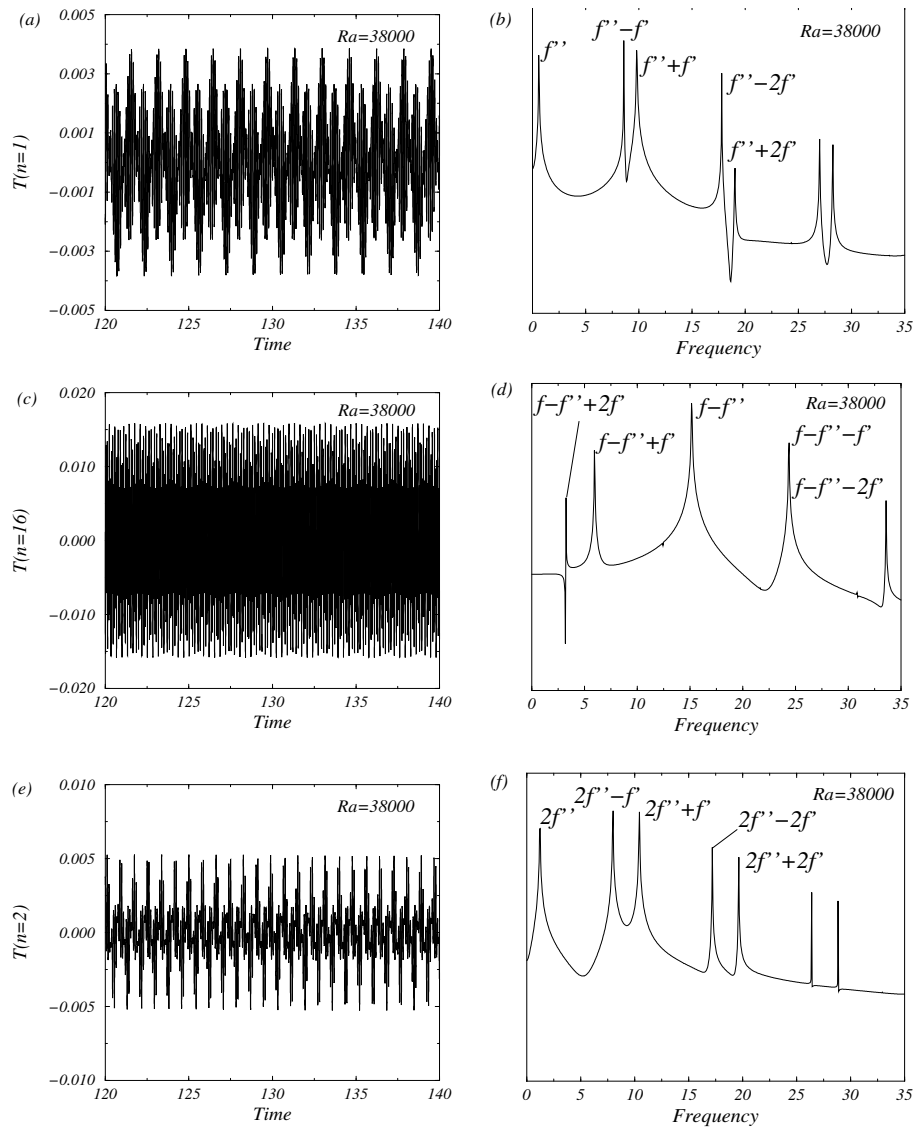 (a)
0.005
0.003
0.001
−0.001
−0.003
−0.005
T(n=1)
Ra=38000
120 125 130 135 140
Time
(b)
Ra=38000
f''
f''−f'
f''+f'
f''−2f'
f''+2f'
0 5 10 15 20 25 30 35
Frequency
(c)
0.020
0.010
0.000
−0.010
−0.020
T(n=16)
Ra=38000
120 125 130 135 140
Time
(d)
Ra=38000
f−f''+2f'
f−f''+f'
f−f''
f−f''−f'
f−f''−2f'
0 5 10 15 20 25 30 35
Frequency
(e)
0.010
0.005
0.000
−0.005
−0.010
T(n=2)
Ra=38000
120 125 130 135 140
Time
(f)
Ra=38000
2f''
2f''−f'
2f''+f'
2f''−2f'
2f''+2f'
0 5 10 15 20 25 30 35
Frequency